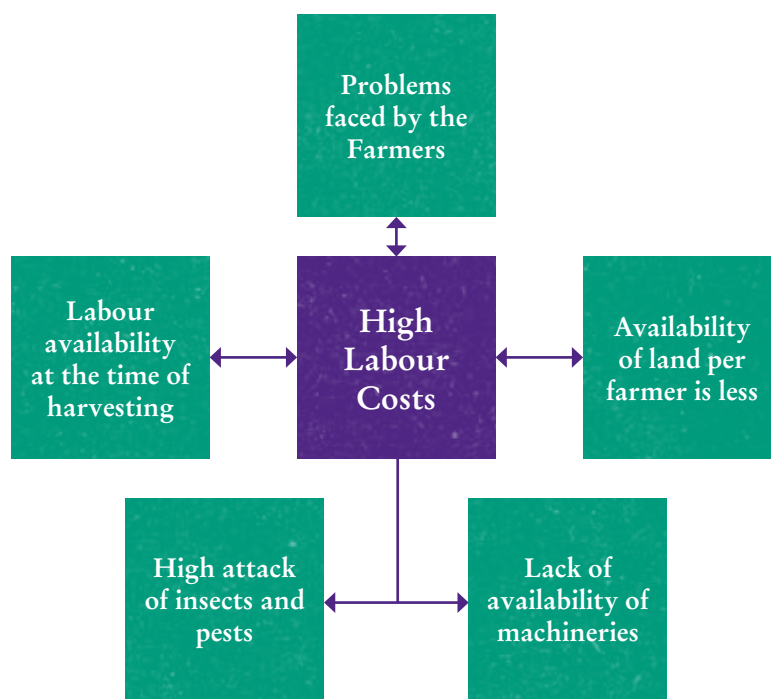 Problems
faced by the
Farmers
Labour
availability
at the time of
harvesting
High
Labour
Costs
Availability
of land per
farmer is less
High attack
of insects and
pests
Lack of
availability of
machineries